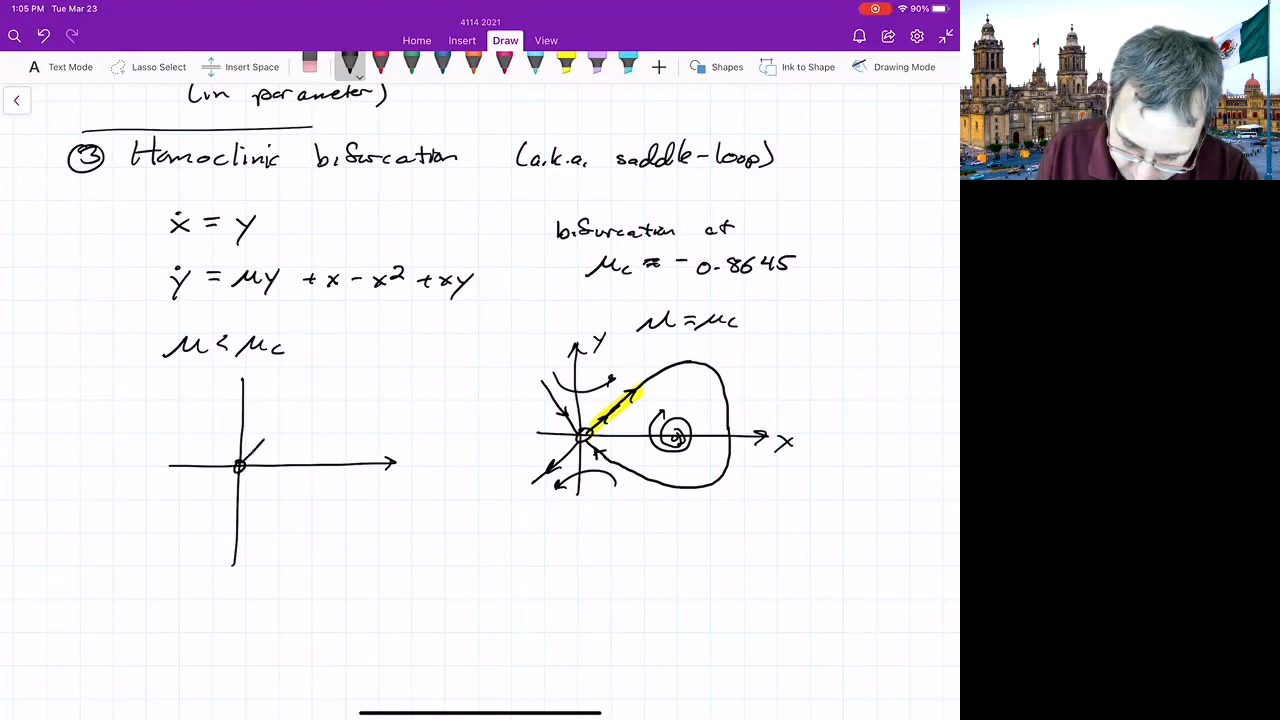 1:05 PM Tue Mar 23
90%
4114 2021
Home Insert Draw View
Text Mode Lasso Select Insert Space Shapes Ink to Shape Drawing Mode
(in parameter)
③ Homoclinic bifurcation (a.k.a. saddle-loop)
ẋ = y
ẏ = μy + x - x² + xy
bifurcation at
μc ≈ -0.8645
μ < μc
μ = μc
y
x